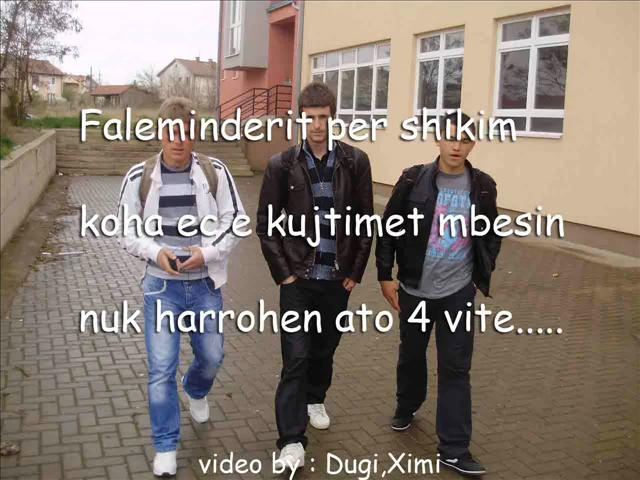 Faleminderit per shikim
koha ec e kujtimet mbesin
nuk harrohen ato 4 vite.....
video by : Dugi,Ximi